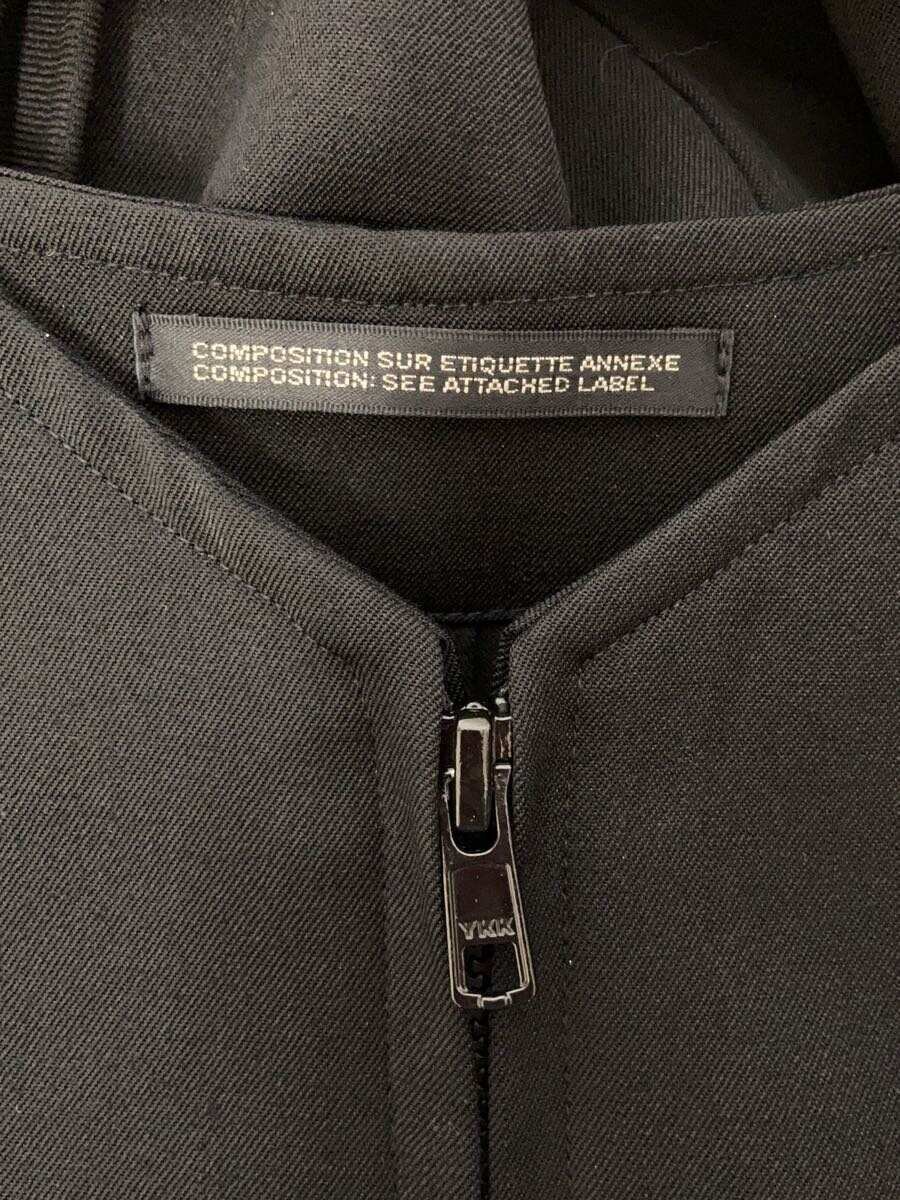 COMPOSITION SUR ETIQUETTE ANNEXE
COMPOSITION: SEE ATTACHED LABEL
YKK